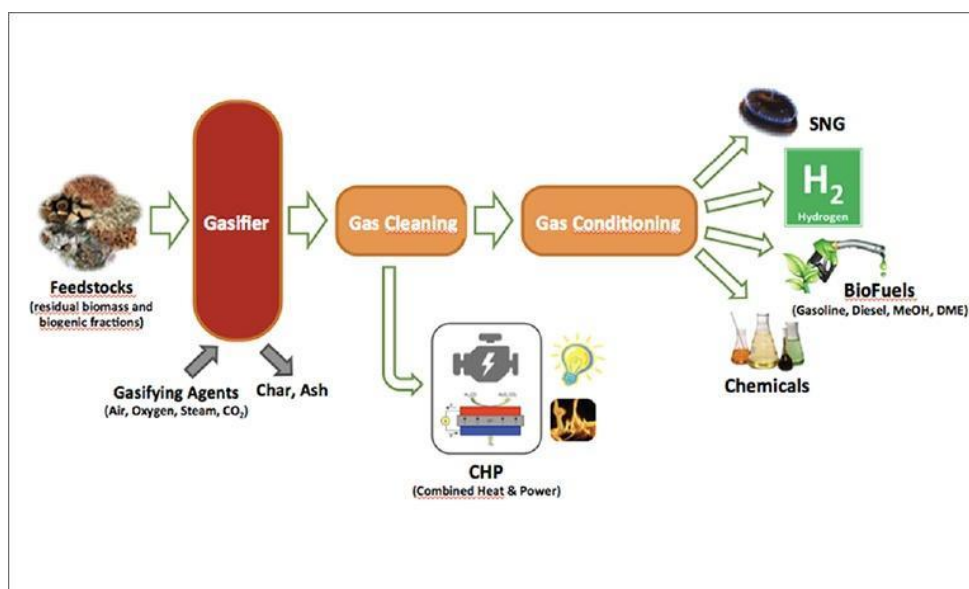 Feedstocks
(residual biomass and
biogenic fractions)
Gasifier
Gasifying Agents
(Air, Oxygen, Steam, CO₂)
Char, Ash
Gas Cleaning
Gas Conditioning
CHP
(Combined Heat & Power)
SNG
H₂
Hydrogen
BioFuels
(Gasoline, Diesel, MeOH, DME)
Chemicals